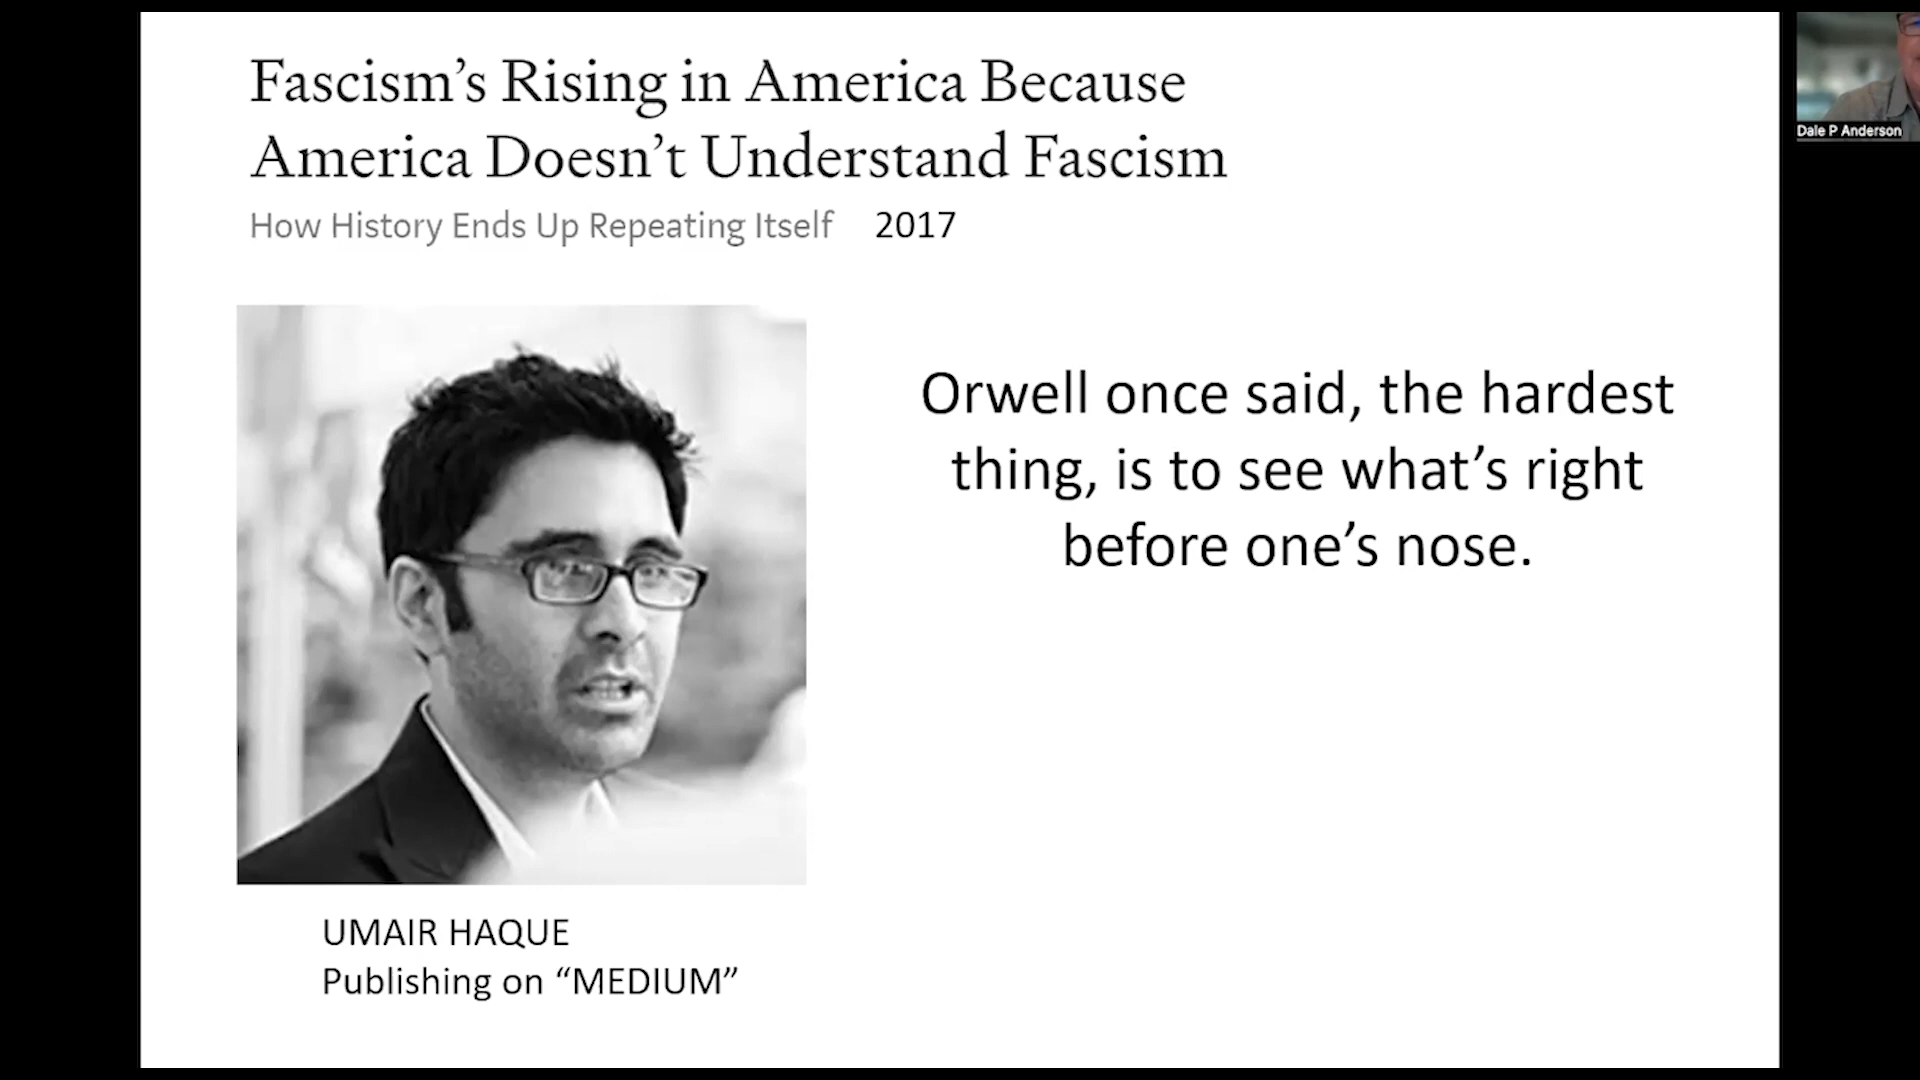 Fascism’s Rising in America Because
America Doesn’t Understand Fascism
How History Ends Up Repeating Itself 2017
Orwell once said, the hardest
thing, is to see what’s right
before one’s nose.
UMAIR HAQUE
Publishing on “MEDIUM”
Dale P Anderson